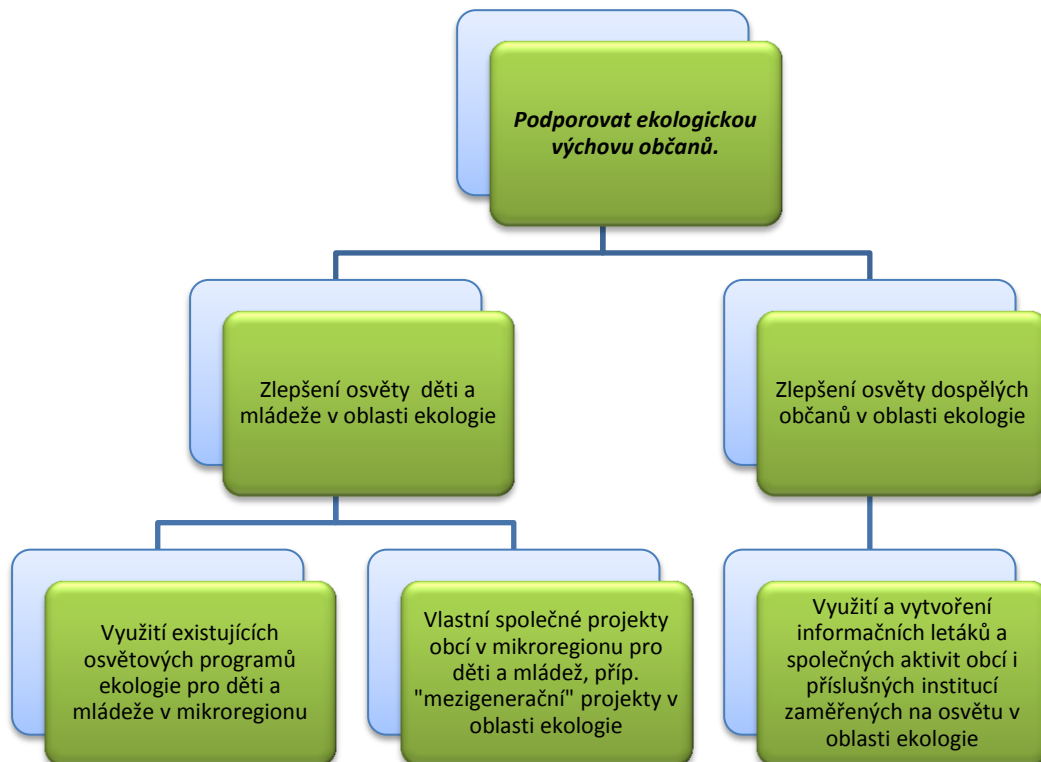 Podporovat ekologickou
výchovu občanů.
Zlepšení osvěty děti a
mládeže v oblasti ekologie
Zlepšení osvěty dospělých
občanů v oblasti ekologie
Využití existujících
osvětových programů
ekologie pro děti a
mládeže v mikroregionu
Vlastní společné projekty
obcí v mikroregionu pro
děti a mládež, příp.
"mezigenerační" projekty v
oblasti ekologie
Využití a vytvoření
informačních letáků a
společných aktivit obcí i
příslušných institucí
zaměřených na osvětu v
oblasti ekologie